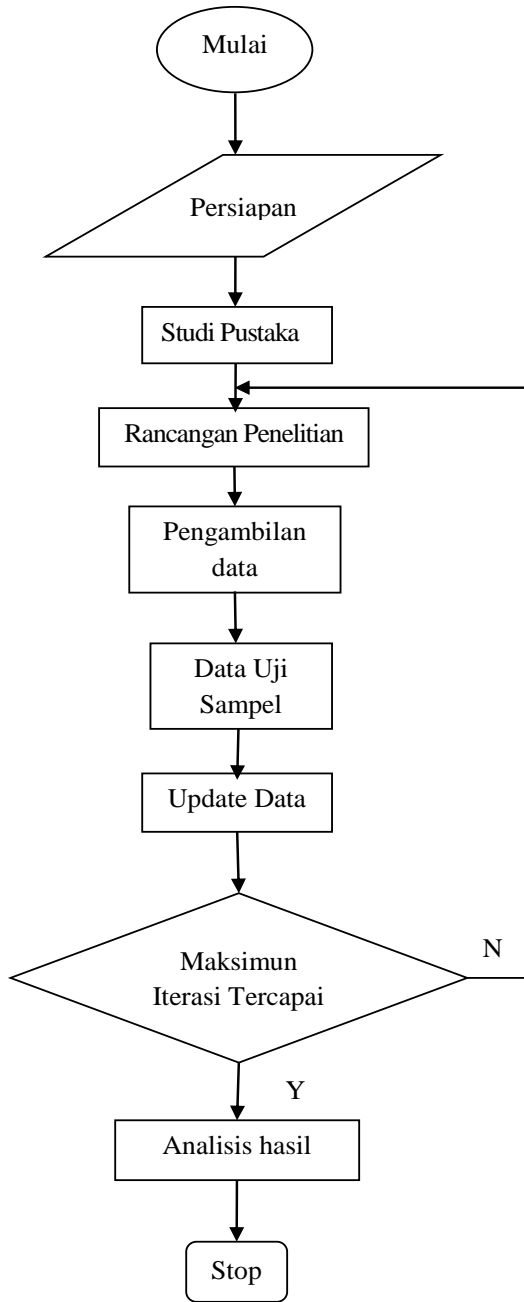 Mulai
Persiapan
Studi Pustaka
Rancangan Penelitian
Pengambilan
data
Data Uji
Sampel
Update Data
Maksimun
Iterasi Tercapai
N
Y
Analisis hasil
Stop